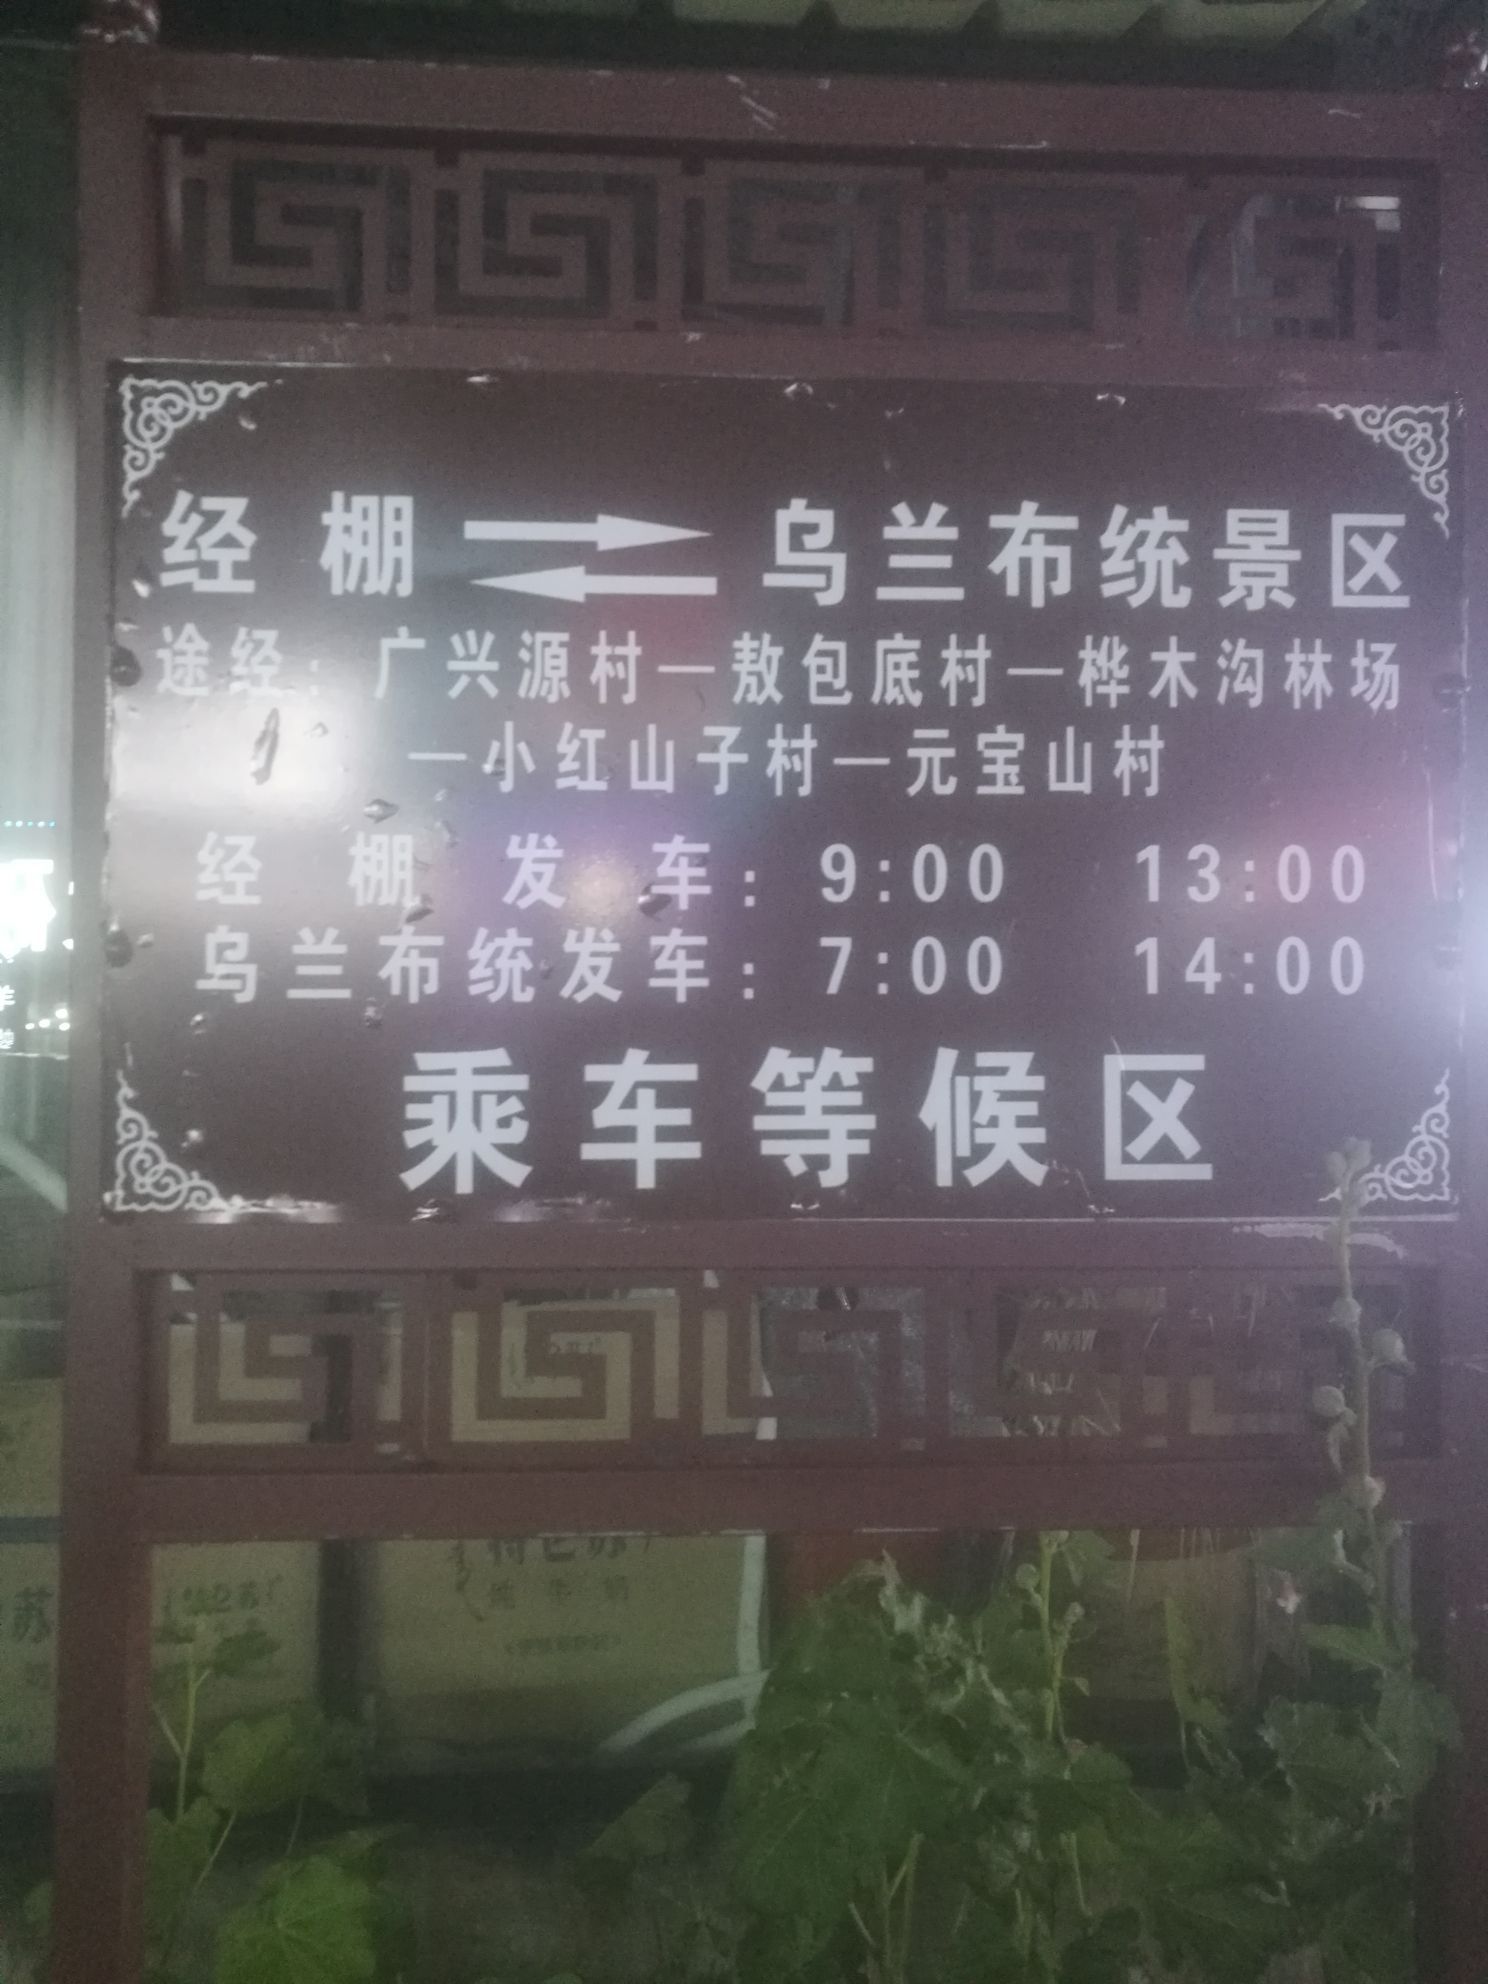 经棚 乌兰布统景区
途经：广兴源村—敖包底村—桦木沟林场
—小红山子村—元宝山村
经棚发车：9:00 13:00
乌兰布统发车：7:00 14:00
乘车等候区
苏